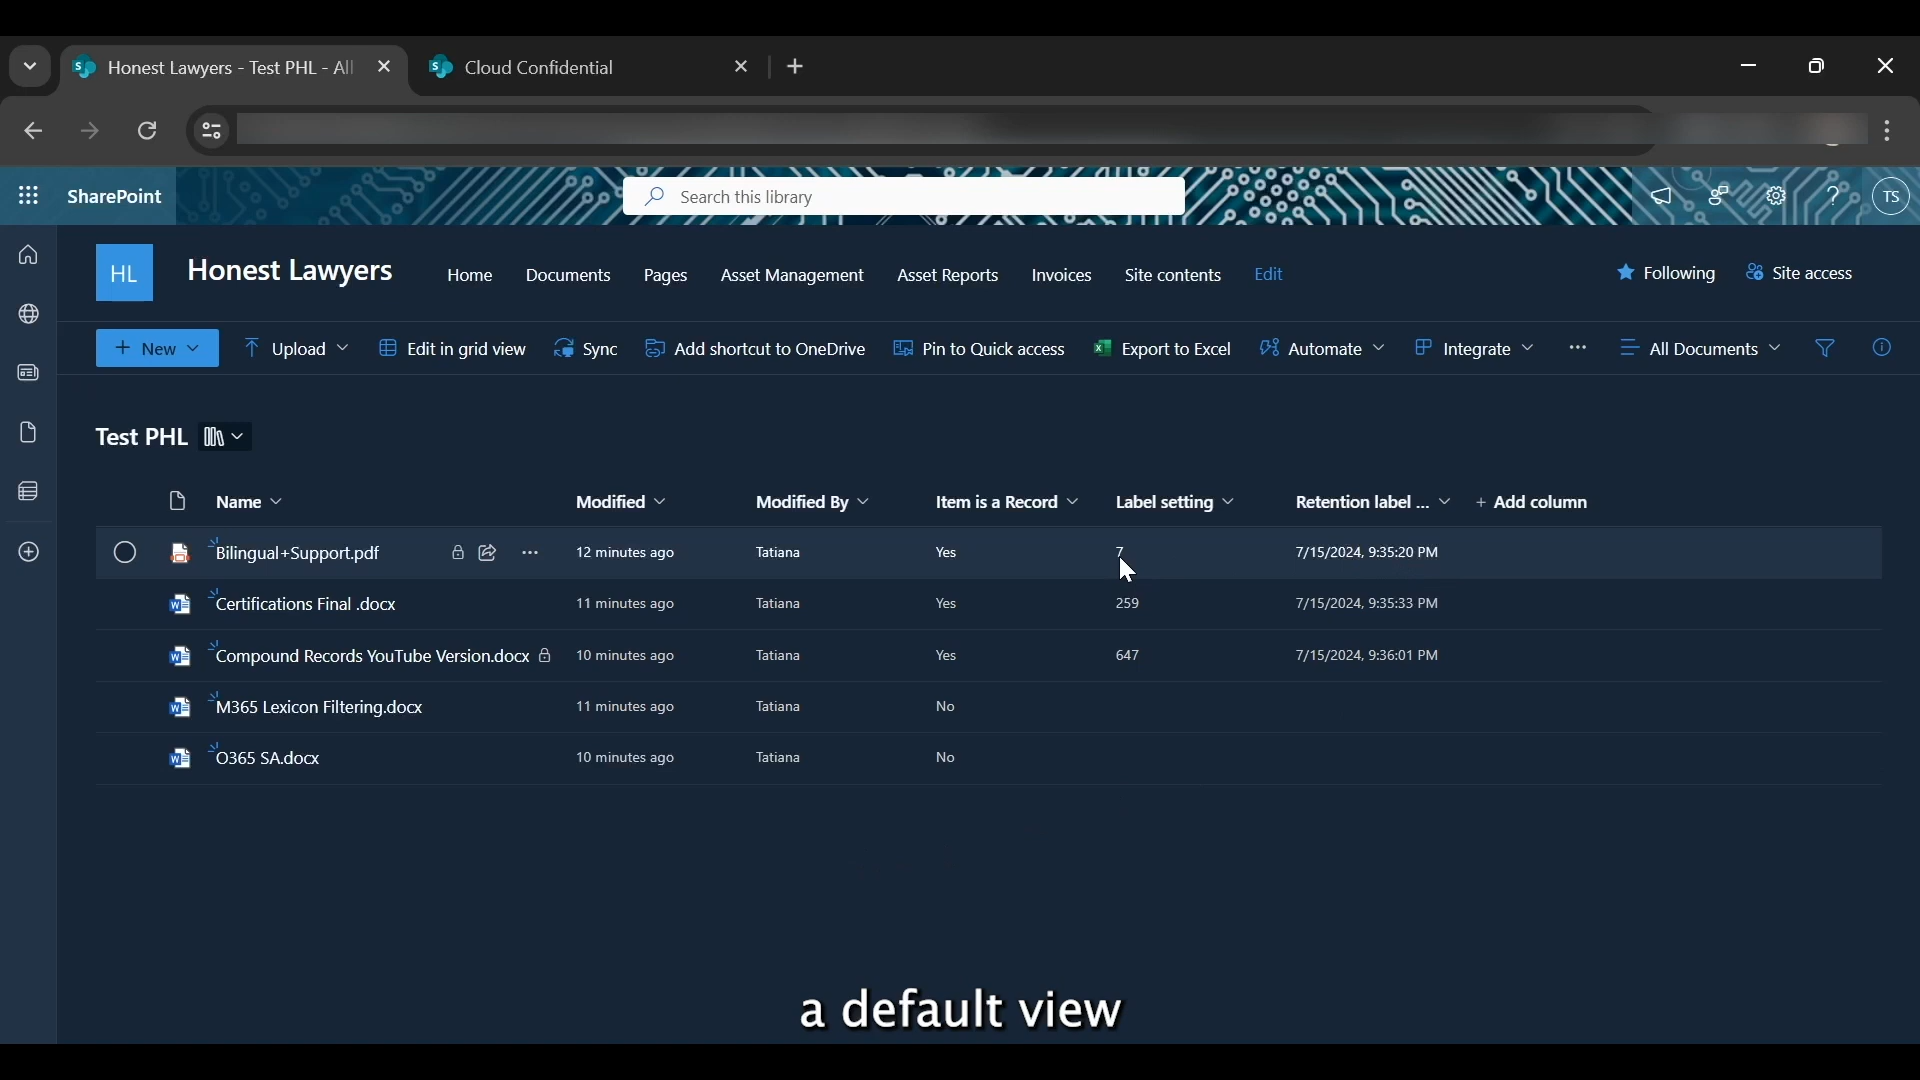 Honest Lawyers - Test PHL - All
Cloud Confidential
SharePoint
Search this library
TS
HL
Honest Lawyers
Home Documents Pages Asset Management Asset Reports Invoices Site contents Edit
Following Site access
New Upload Edit in grid view Sync Add shortcut to OneDrive Pin to Quick access Export to Excel Automate Integrate ... All Documents
Test PHL
Name Modified Modified By Item is a Record Label setting Retention label ... + Add column
Bilingual+Support.pdf ... 12 minutes ago Tatiana Yes 7 7/15/2024, 9:35:20 PM
Certifications Final .docx 11 minutes ago Tatiana Yes 259 7/15/2024, 9:35:33 PM
Compound Records YouTube Version.docx 10 minutes ago Tatiana Yes 647 7/15/2024, 9:36:01 PM
M365 Lexicon Filtering.docx 11 minutes ago Tatiana No
O365 SA.docx 10 minutes ago Tatiana No
a default view